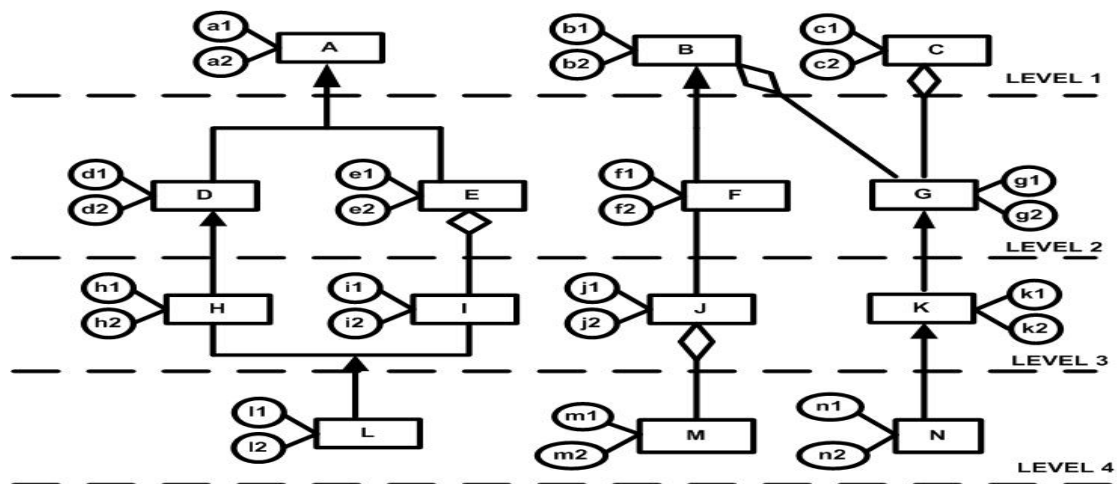 a1
A
a2
b1
B
b2
c1
C
c2
LEVEL 1
d1
D
d2
e1
E
e2
f1
F
f2
G
g1
g2
LEVEL 2
h1
H
h2
i1
I
i2
j1
J
j2
K
k1
k2
LEVEL 3
l1
L
l2
m1
M
m2
n1
N
n2
LEVEL 4